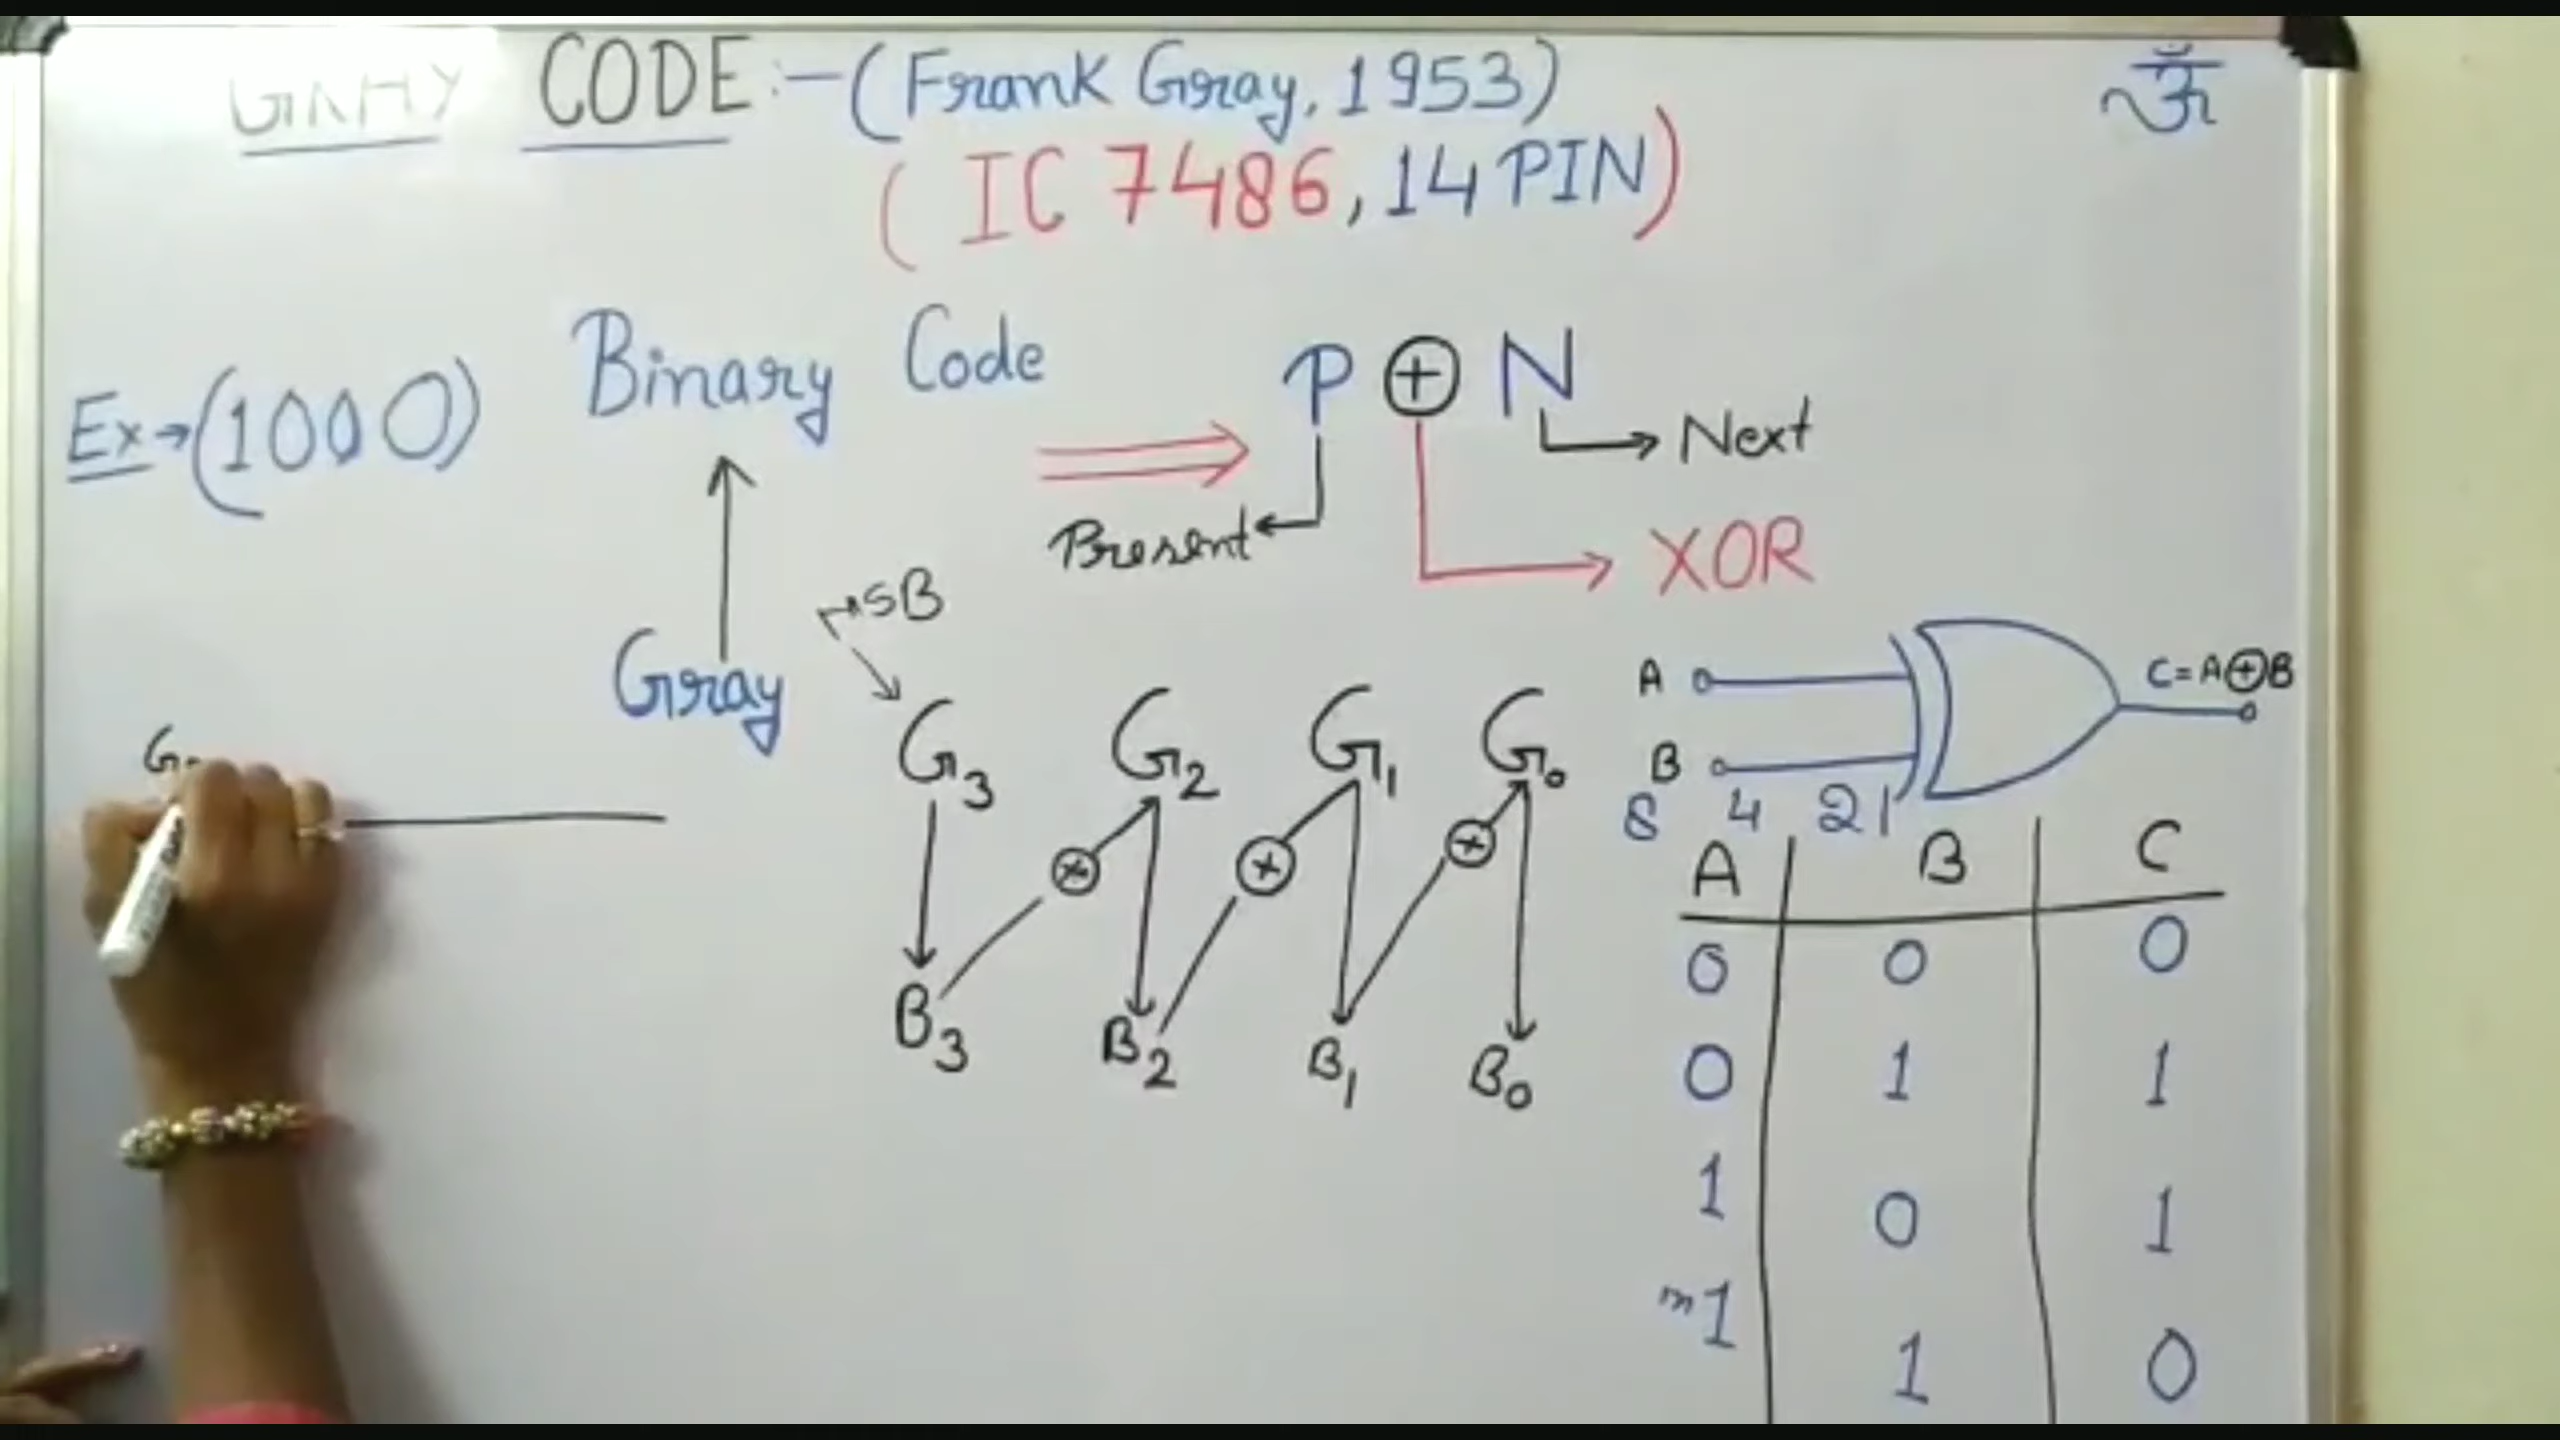 GRAY CODE:-(Frank Gray, 1953)
ॐ
(IC 7486, 14 PIN)
Ex→(1000)
Binary Code
P ⊕ N
Next
Present
XOR
MSB
Gray
G3 G2 G1 G0
B3 B2 B1 B0
A
B
C=A⊕B
8 4 2 1
A B C
0 0 0
0 1 1
1 0 1
1 1 0